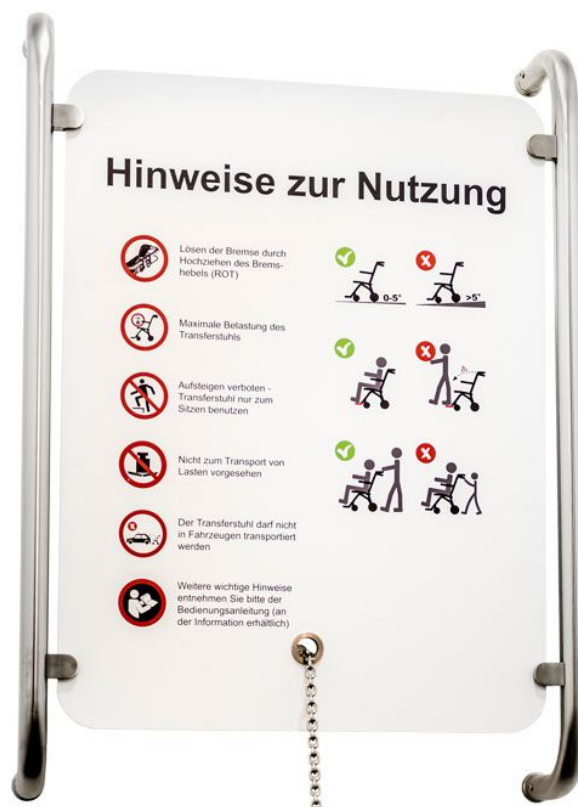 Hinweise zur Nutzung
Lösen der Bremse durch
Hochziehen des Brems-
hebels (ROT)
Maximale Belastung des
Transferstuhls
Aufsteigen verboten -
Transferstuhl nur zum
Sitzen benutzen
Nicht zum Transport von
Lasten vorgesehen
Der Transferstuhl darf nicht
in Fahrzeugen transportiert
werden
Weitere wichtige Hinweise
entnehmen Sie bitte der
Bedienungsanleitung (an
der Information erhältlich)
0-5° >5°